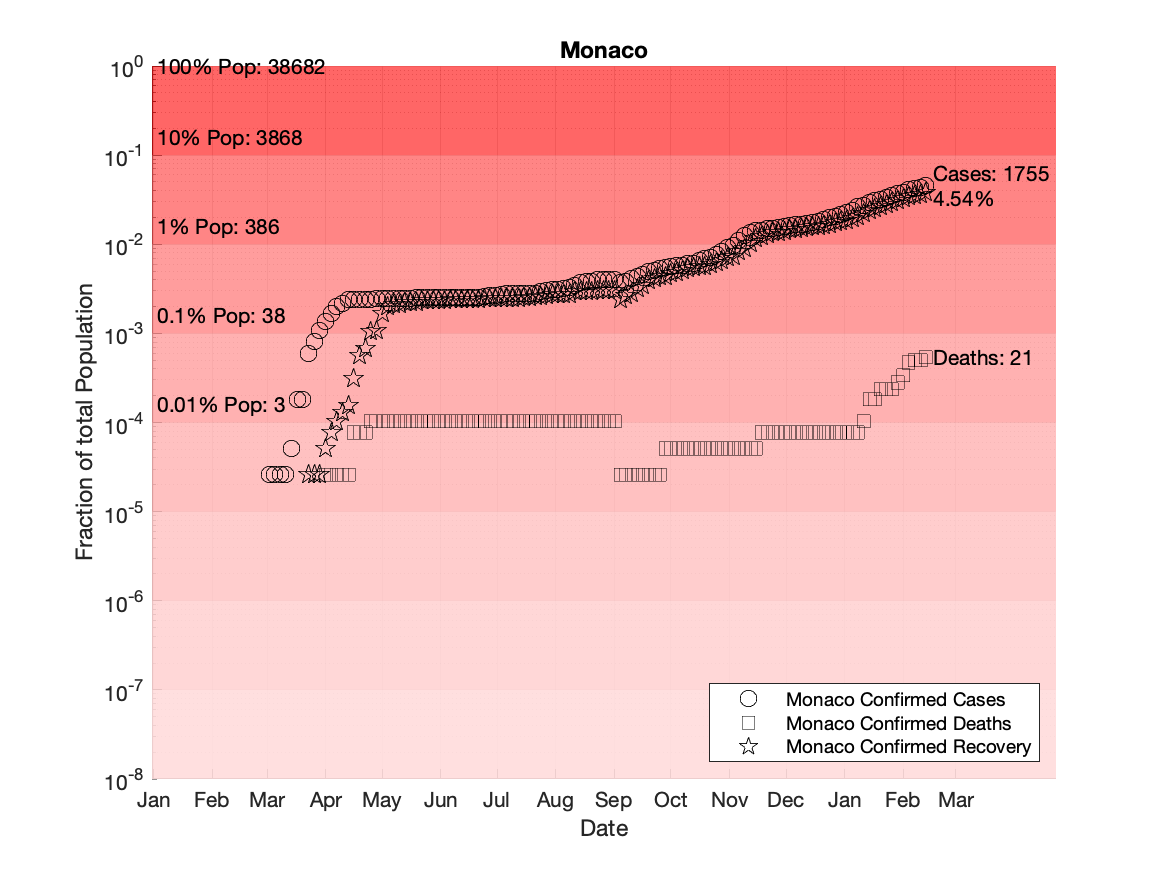 Monaco
10^0
100% Pop: 38682
10% Pop: 3868
10^-1
Cases: 1755
4.54%
1% Pop: 386
10^-2
0.1% Pop: 38
10^-3
Deaths: 21
0.01% Pop: 3
10^-4
10^-5
10^-6
10^-7
10^-8
Fraction of total Population
Monaco Confirmed Cases
Monaco Confirmed Deaths
Monaco Confirmed Recovery
Jan Feb Mar Apr May Jun Jul Aug Sep Oct Nov Dec Jan Feb Mar
Date